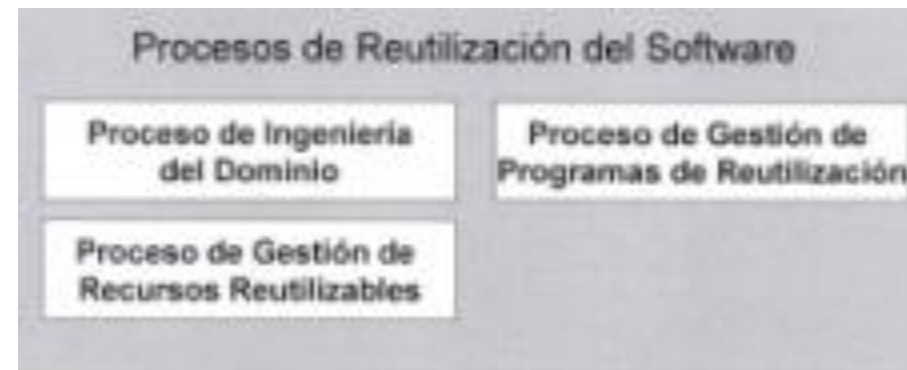 Procesos de Reutilización del Software
Proceso de Ingeniería
del Dominio
Proceso de Gestión de
Programas de Reutilización
Proceso de Gestión de
Recursos Reutilizables